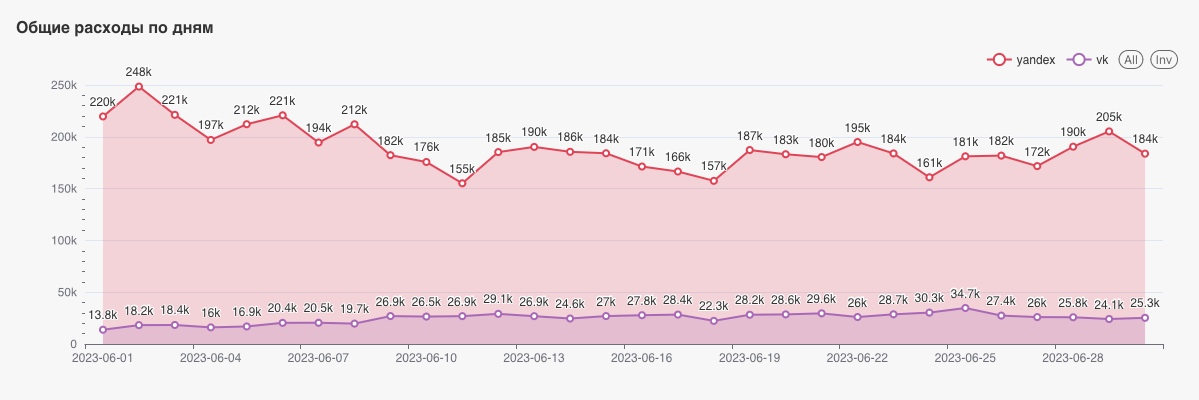 Общие расходы по дням
yandex vk All Inv
250k
200k
150k
100k
50k
0
220k 248k 221k 197k 212k 221k 194k 212k 182k 176k 155k 185k 190k 186k 184k 171k 166k 157k 187k 183k 180k 195k 184k 161k 181k 182k 172k 190k 205k 184k
13.8k 18.2k 18.4k 16k 16.9k 20.4k 20.5k 19.7k 26.9k 26.5k 26.9k 29.1k 26.9k 24.6k 27k 27.8k 28.4k 22.3k 28.2k 28.6k 29.6k 26k 28.7k 30.3k 34.7k 27.4k 26k 25.8k 24.1k 25.3k
2023-06-01 2023-06-04 2023-06-07 2023-06-10 2023-06-13 2023-06-16 2023-06-19 2023-06-22 2023-06-25 2023-06-28